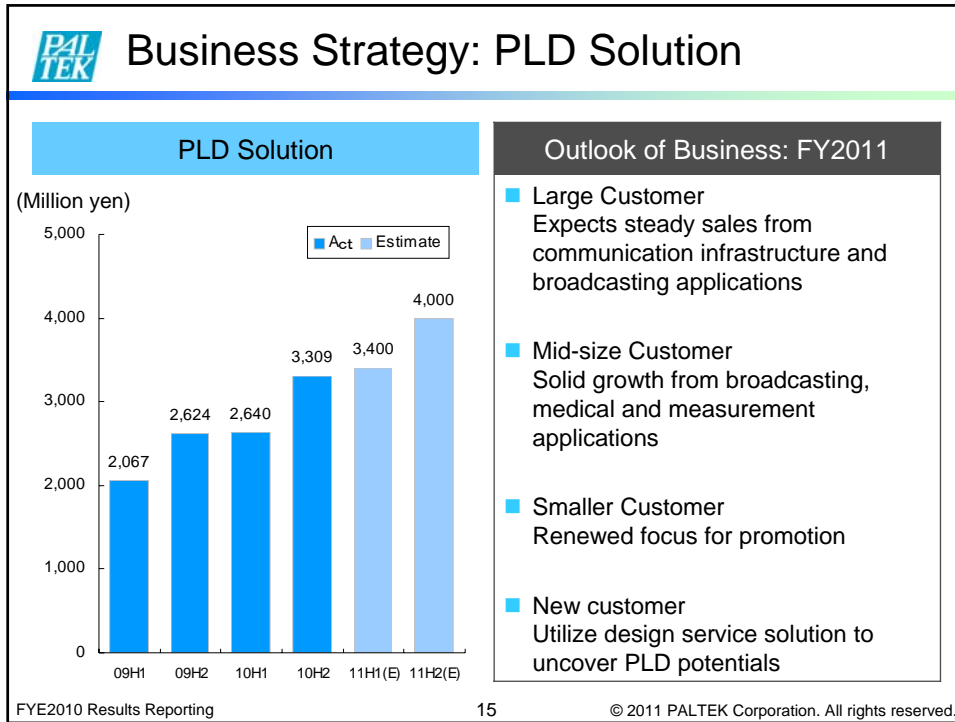 PAL
TEK
Business Strategy: PLD Solution
PLD Solution
(Million yen)
5,000
4,000
3,000
2,000
1,000
0
Act Estimate
2,067
2,624
2,640
3,309
3,400
4,000
09H1 09H2 10H1 10H2 11H1(E) 11H2(E)
Outlook of Business: FY2011
Large Customer
Expects steady sales from
communication infrastructure and
broadcasting applications
Mid-size Customer
Solid growth from broadcasting,
medical and measurement
applications
Smaller Customer
Renewed focus for promotion
New customer
Utilize design service solution to
uncover PLD potentials
FYE2010 Results Reporting
15
© 2011 PALTEK Corporation. All rights reserved.